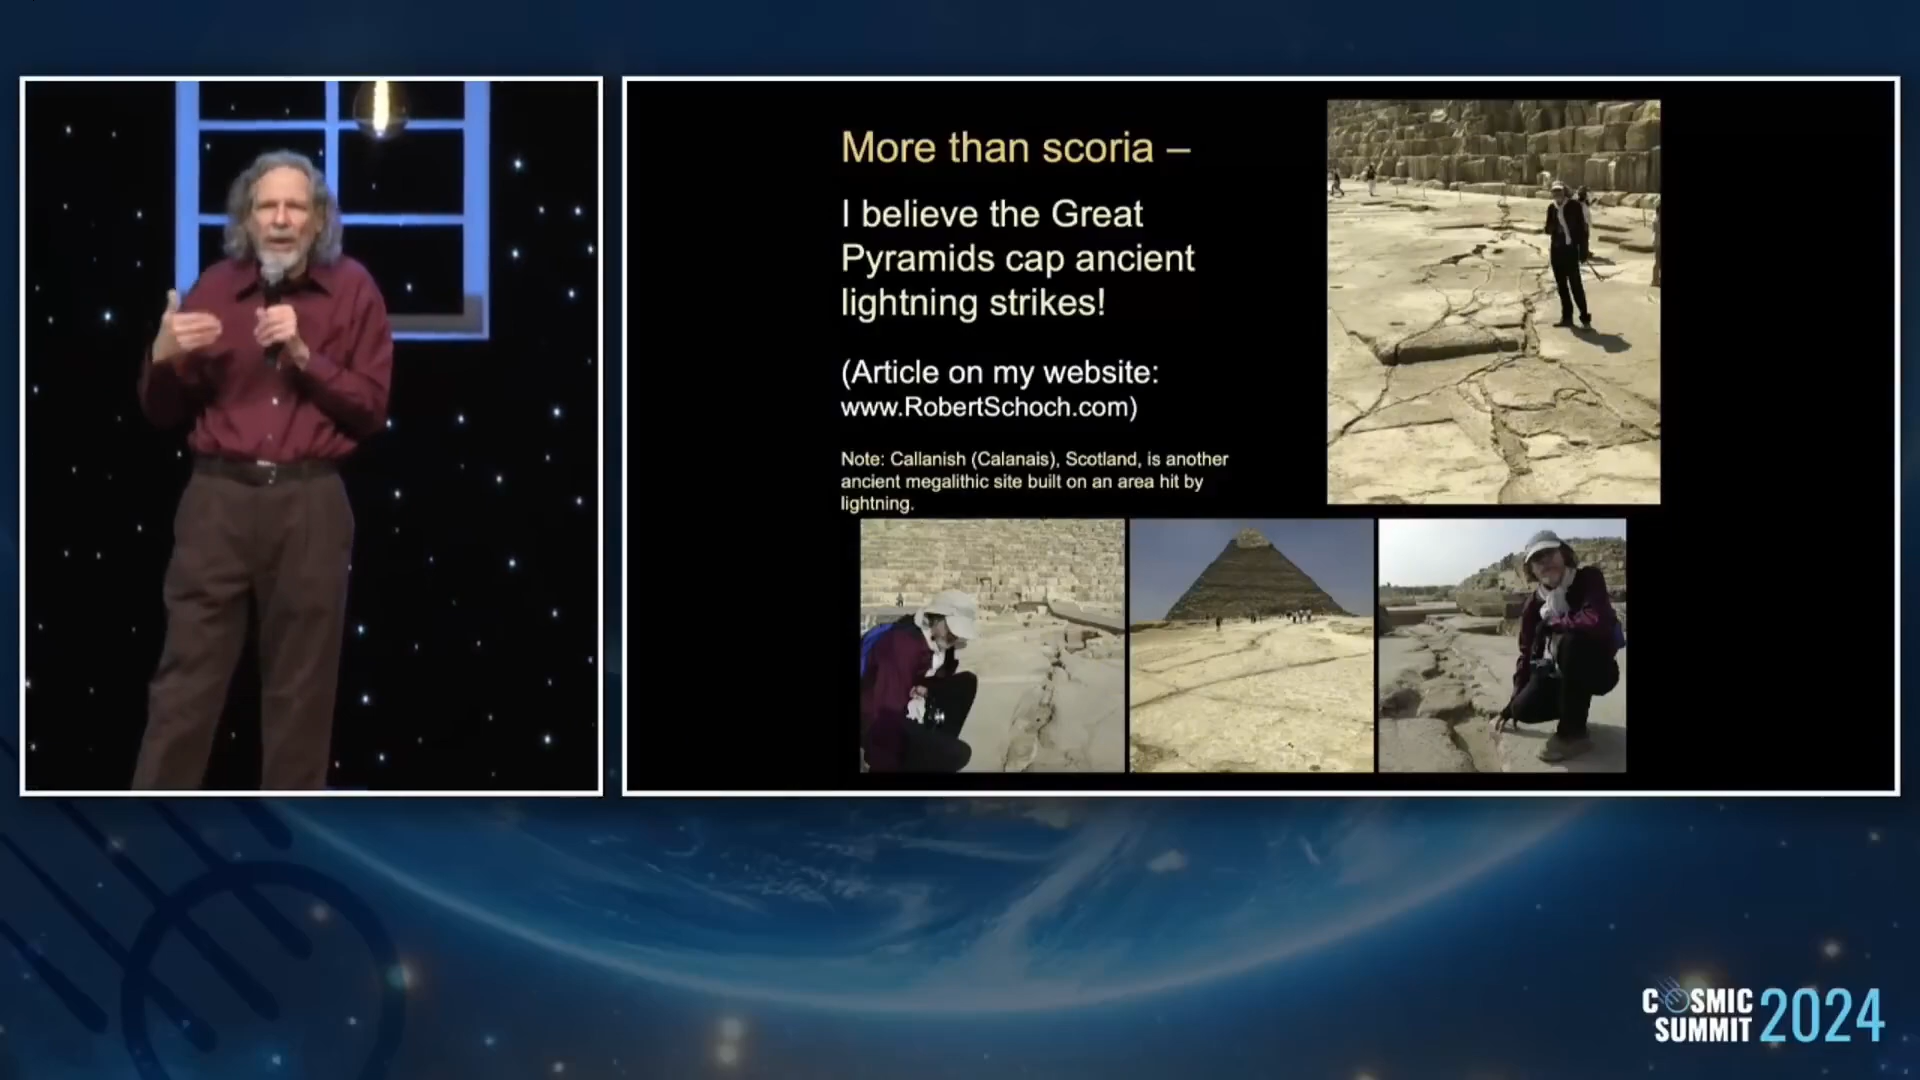 More than scoria –
I believe the Great
Pyramids cap ancient
lightning strikes!
(Article on my website:
www.RobertSchoch.com)
Note: Callanish (Calanais), Scotland, is another
ancient megalithic site built on an area hit by
lightning.
COSMIC
SUMMIT 2024